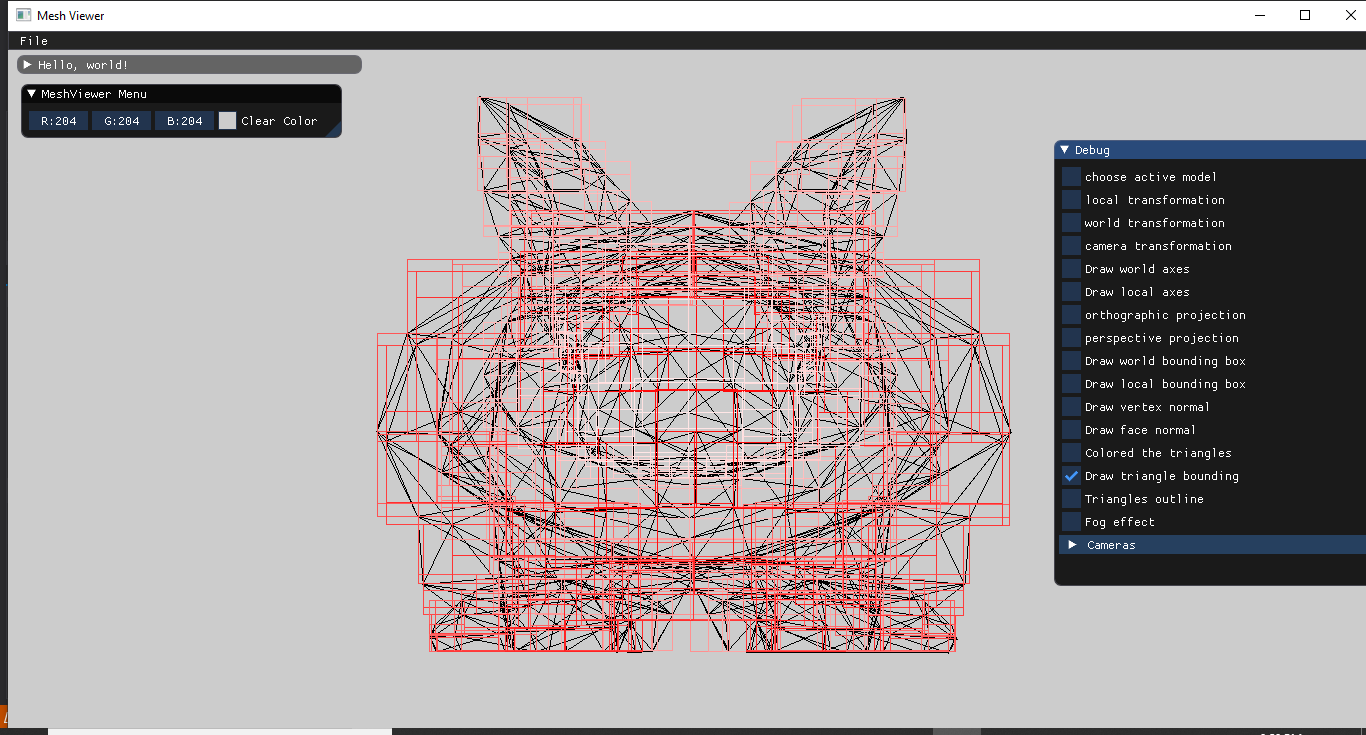 Mesh Viewer
File
Hello, world!
MeshViewer Menu
R:204 G:204 B:204 Clear Color
Debug
choose active model
local transformation
world transformation
camera transformation
Draw world axes
Draw local axes
orthographic projection
perspective projection
Draw world bounding box
Draw local bounding box
Draw vertex normal
Draw face normal
Colored the triangles
Draw triangle bounding
Triangles outline
Fog effect
Cameras